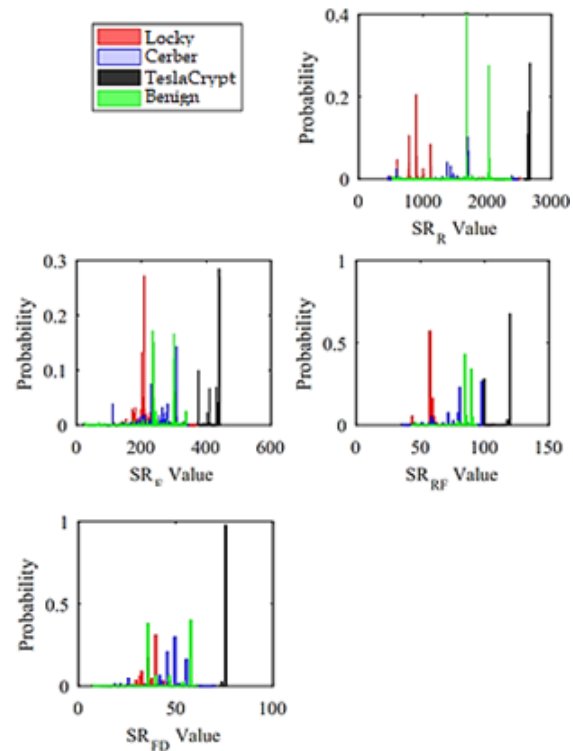 Locky
Cerber
TeslaCrypt
Benign
0.4
0.2
0
Probability
0 1000 2000 3000
SR_R Value
0.3
0.2
0.1
0
Probability
0 200 400 600
SR_F Value
1
0.5
0
Probability
0 50 100 150
SR_RF Value
1
0.5
0
Probability
0 50 100
SR_FD Value